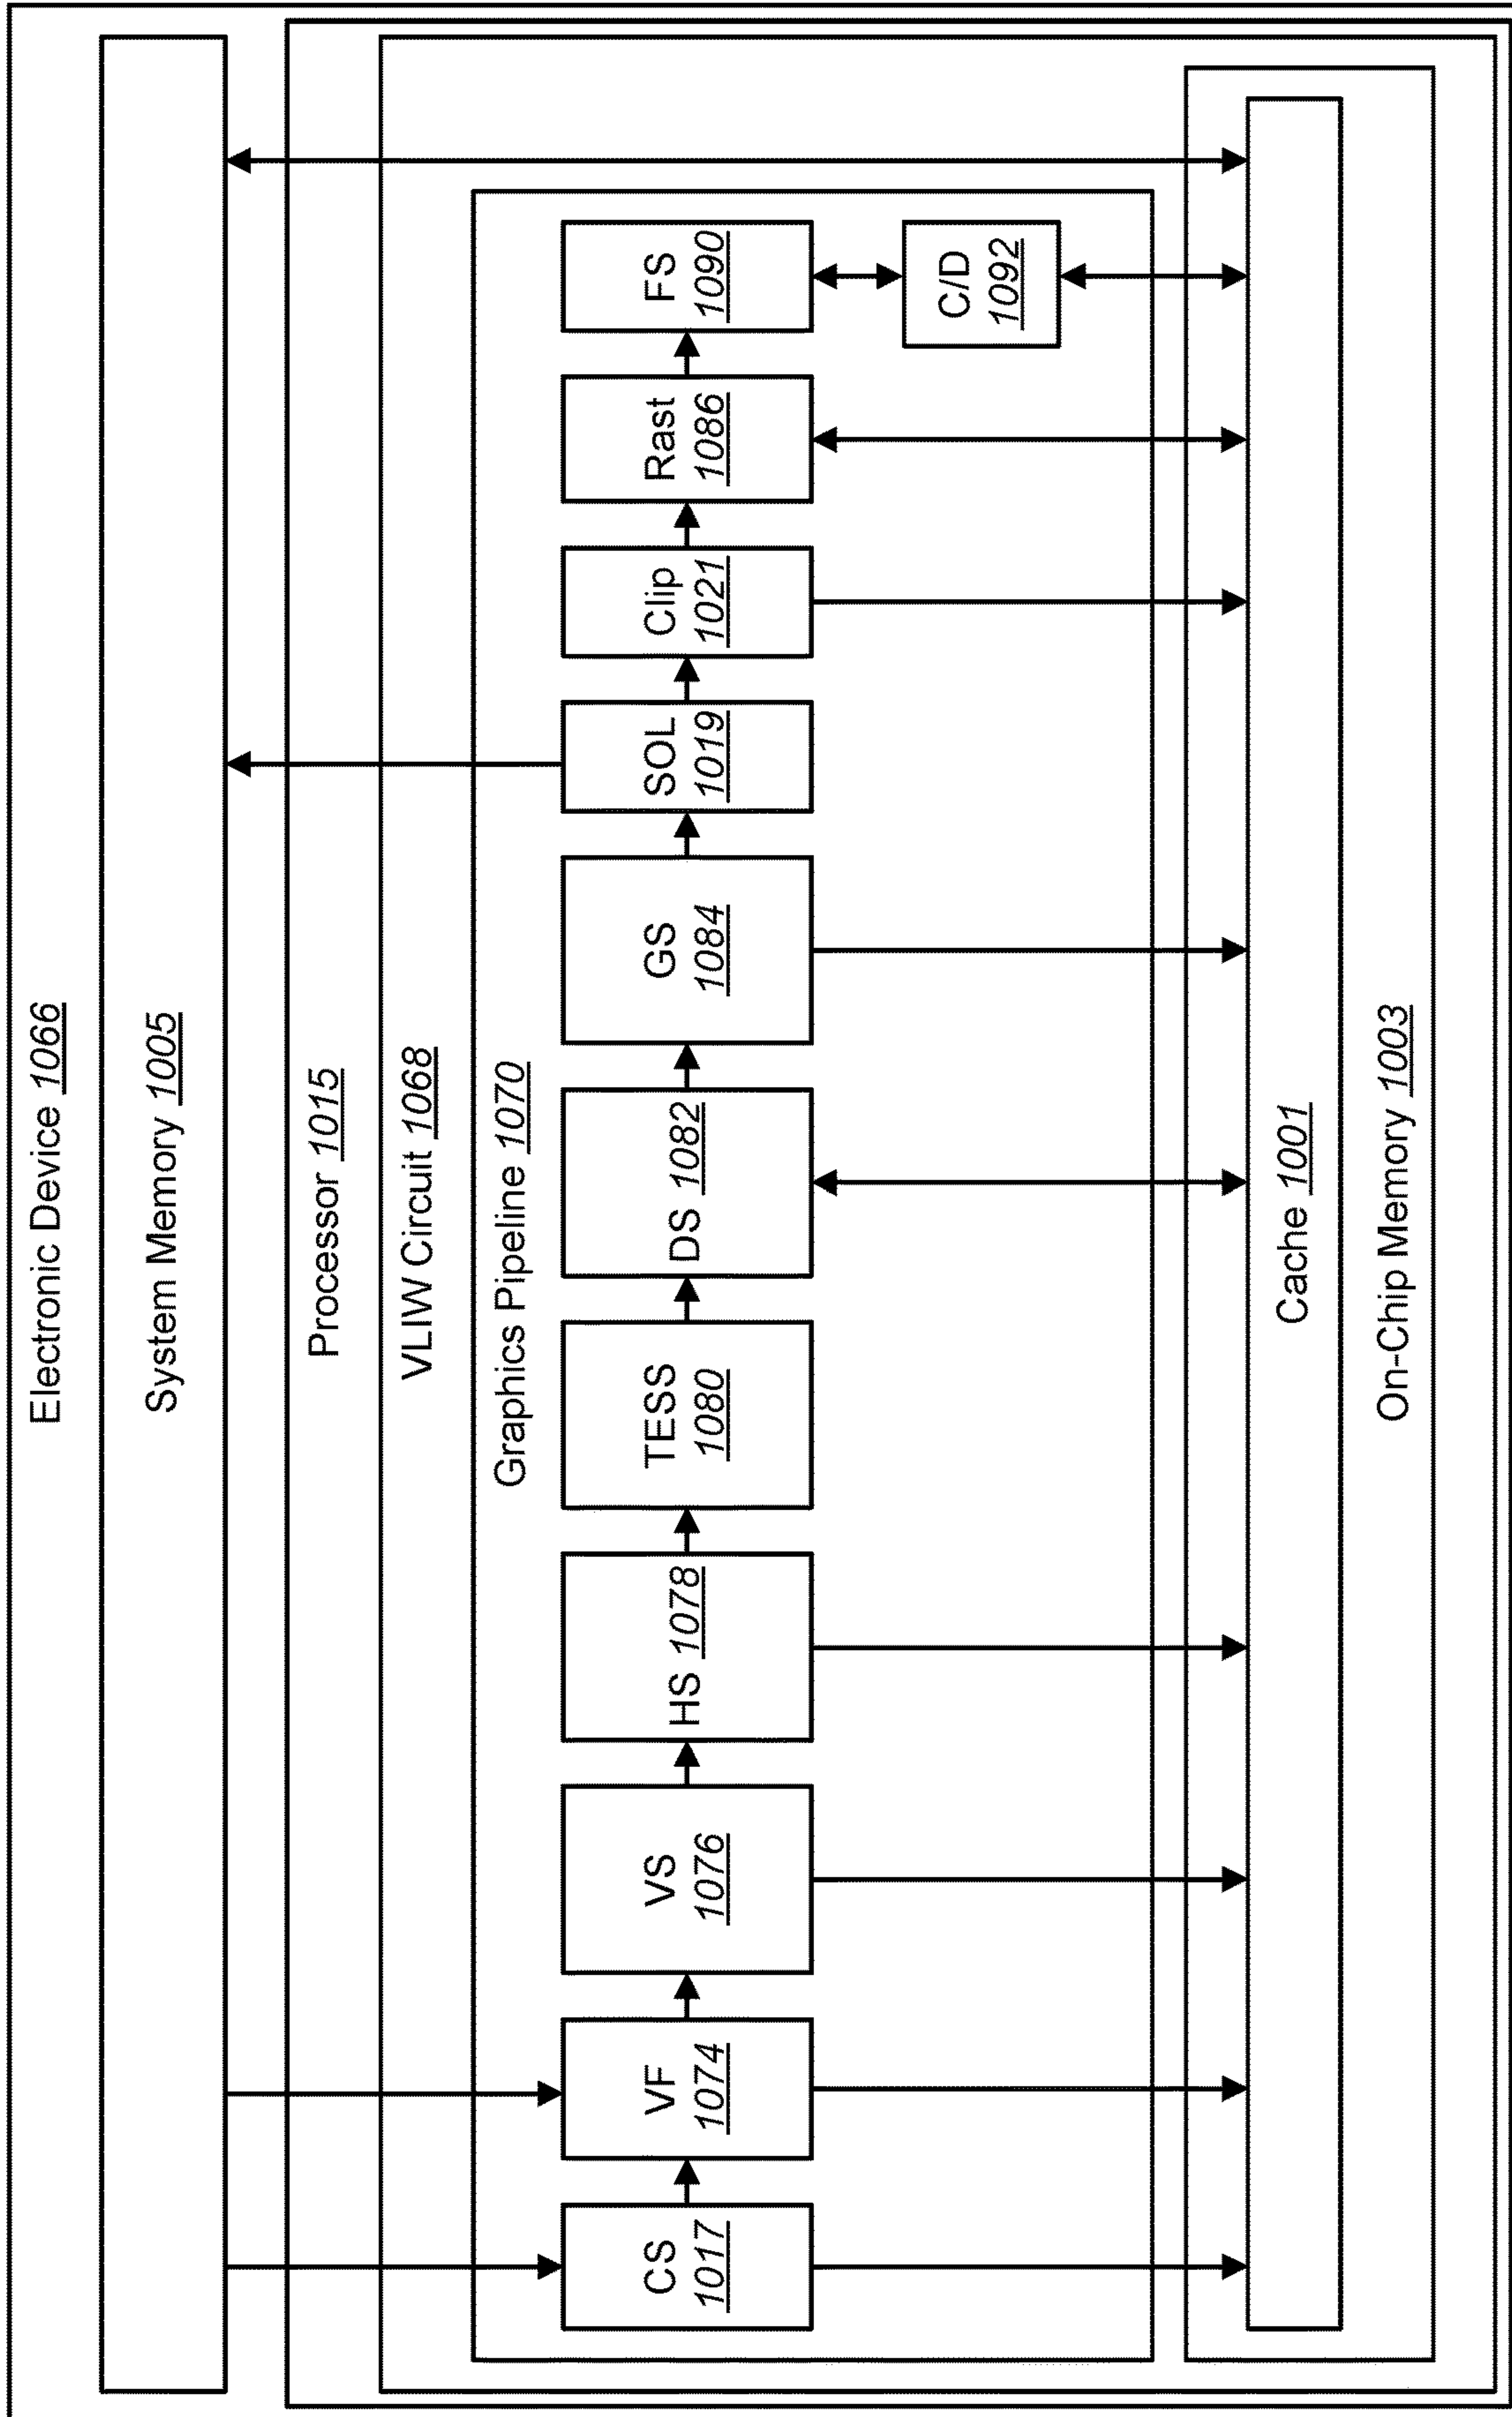 Electronic Device 1066
System Memory 1005
Processor 1015
VLIW Circuit 1068
Graphics Pipeline 1070
CS
1017
VF
1074
VS
1076
HS 1078
TESS
1080
DS 1082
GS
1084
SOL
1019
Clip
1021
Rast
1086
FS
1090
C/D
1092
Cache 1001
On-Chip Memory 1003